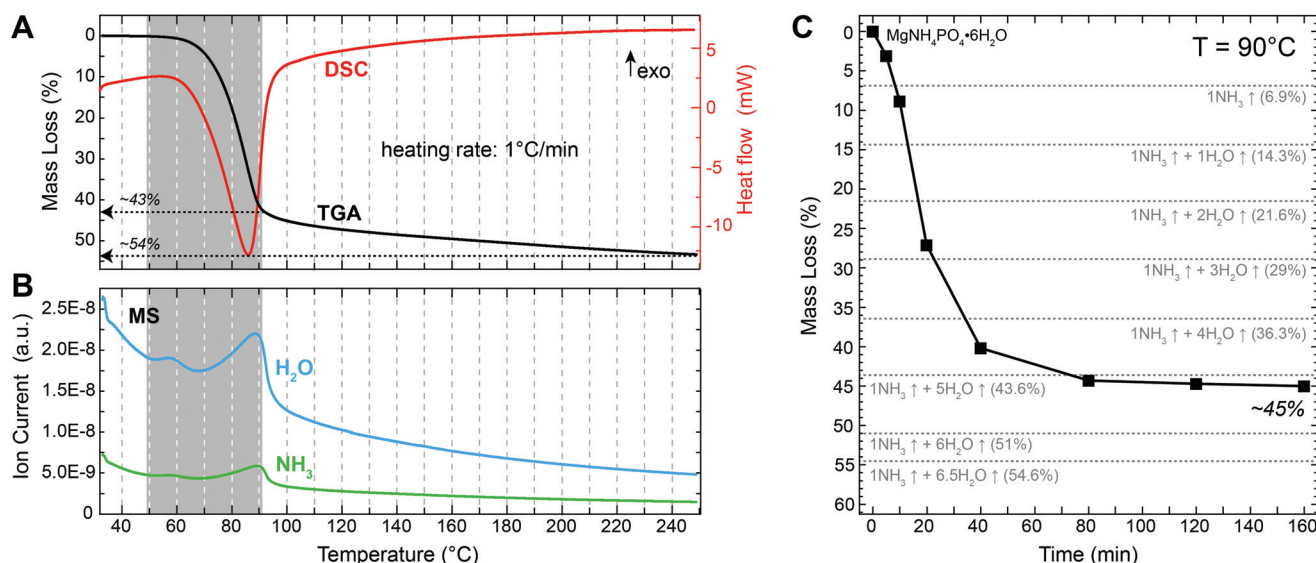 A
0
10
20
30
40
50
Mass Loss (%)
DSC
exo
heating rate: 1°C/min
~43%
TGA
~54%
5
0
-5
-10
Heat flow (mW)
B
MS
2.5E-8
2.0E-8
1.5E-8
1.0E-8
5.0E-9
0
Ion Current (a.u.)
H₂O
NH₃
40 60 80 100 120 140 160 180 200 220 240
Temperature (°C)
C
MgNH₄PO₄•6H₂O
T = 90°C
0
5
10
15
20
25
30
35
40
45
50
55
60
Mass Loss (%)
1NH₃ ↑ (6.9%)
1NH₃ ↑ + 1H₂O ↑ (14.3%)
1NH₃ ↑ + 2H₂O ↑ (21.6%)
1NH₃ ↑ + 3H₂O ↑ (29%)
1NH₃ ↑ + 4H₂O ↑ (36.3%)
1NH₃ ↑ + 5H₂O ↑ (43.6%)
~45%
1NH₃ ↑ + 6H₂O ↑ (51%)
1NH₃ ↑ + 6.5H₂O ↑ (54.6%)
0 20 40 60 80 100 120 140 160
Time (min)